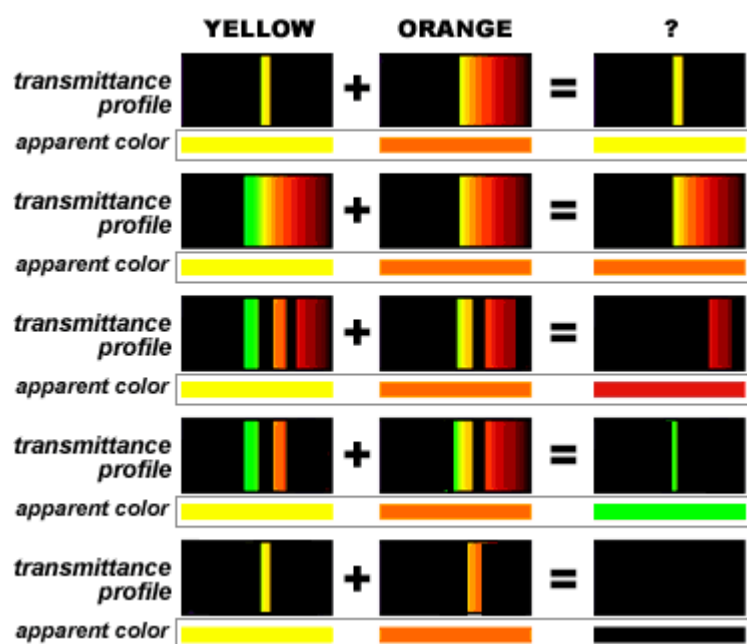 YELLOW ORANGE ?
transmittance + =
profile
apparent color
transmittance + =
profile
apparent color
transmittance + =
profile
apparent color
transmittance + =
profile
apparent color
transmittance + =
profile
apparent color